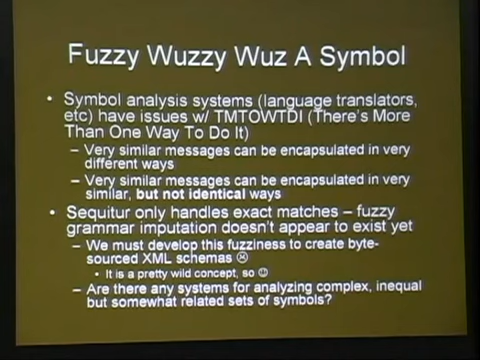 Fuzzy Wuzzy Wuz A Symbol
• Symbol analysis systems (language translators,
etc) have issues w/ TMTOWTDI (There's More
Than One Way To Do It)
– Very similar messages can be encapsulated in very
different ways
– Very similar messages can be encapsulated in very
similar, but not identical ways
• Sequitur only handles exact matches – fuzzy
grammar imputation doesn't appear to exist yet
– We must develop this fuzziness to create byte-
sourced XML schemas ☹
• It is a pretty wild concept, so ☺
– Are there any systems for analyzing complex, inequal
but somewhat related sets of symbols?